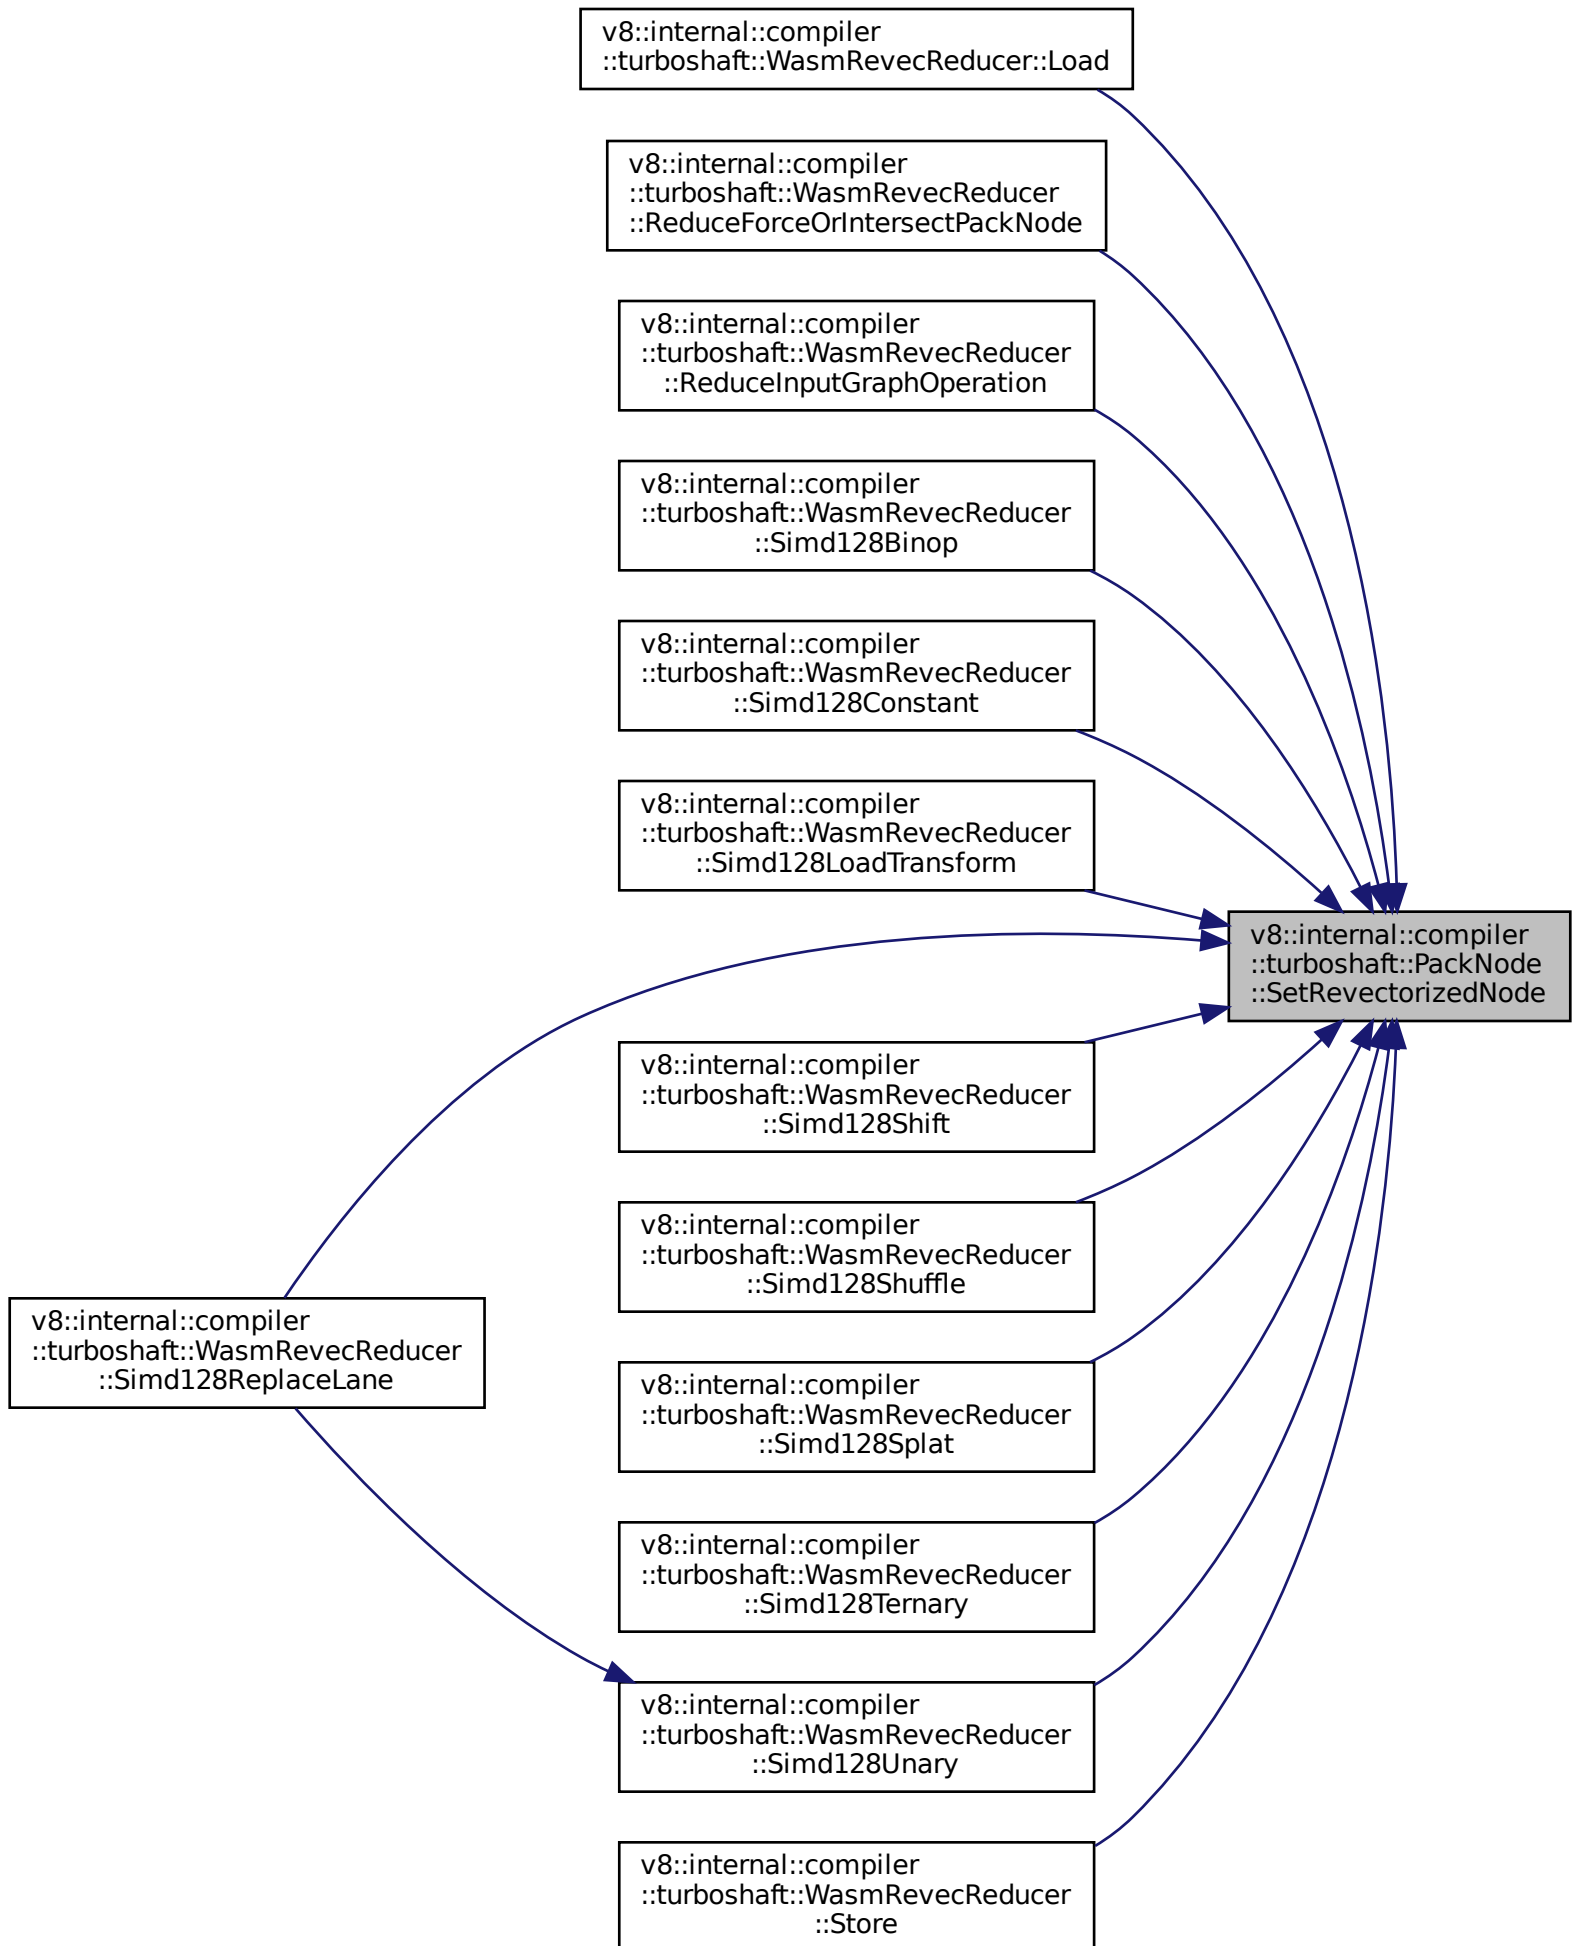 v8::internal::compiler
::turboshaft::WasmRevecReducer::Load
v8::internal::compiler
::turboshaft::WasmRevecReducer
::ReduceForceOrIntersectPackNode
v8::internal::compiler
::turboshaft::WasmRevecReducer
::ReduceInputGraphOperation
v8::internal::compiler
::turboshaft::WasmRevecReducer
::Simd128Binop
v8::internal::compiler
::turboshaft::WasmRevecReducer
::Simd128Constant
v8::internal::compiler
::turboshaft::WasmRevecReducer
::Simd128LoadTransform
v8::internal::compiler
::turboshaft::PackNode
::SetRevectorizedNode
v8::internal::compiler
::turboshaft::WasmRevecReducer
::Simd128Shift
v8::internal::compiler
::turboshaft::WasmRevecReducer
::Simd128Shuffle
v8::internal::compiler
::turboshaft::WasmRevecReducer
::Simd128ReplaceLane
v8::internal::compiler
::turboshaft::WasmRevecReducer
::Simd128Splat
v8::internal::compiler
::turboshaft::WasmRevecReducer
::Simd128Ternary
v8::internal::compiler
::turboshaft::WasmRevecReducer
::Simd128Unary
v8::internal::compiler
::turboshaft::WasmRevecReducer
::Store